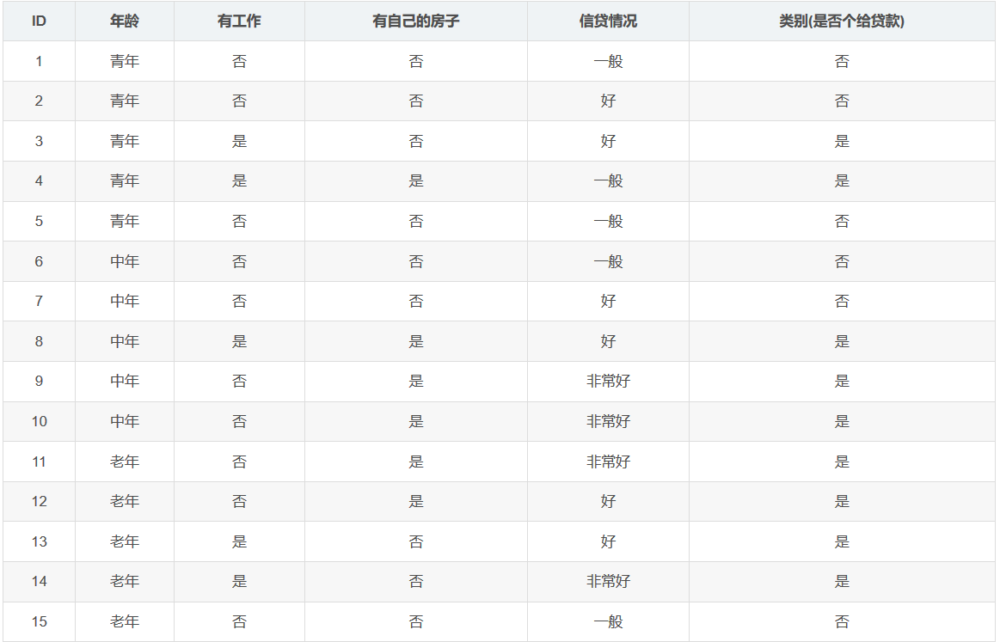 ID 年龄 有工作 有自己的房子 信贷情况 类别(是否个给贷款)
1 青年 否 否 一般 否
2 青年 否 否 好 否
3 青年 是 否 好 是
4 青年 是 是 一般 是
5 青年 否 否 一般 否
6 中年 否 否 一般 否
7 中年 否 否 好 否
8 中年 是 是 好 是
9 中年 否 是 非常好 是
10 中年 否 是 非常好 是
11 老年 否 是 非常好 是
12 老年 否 是 好 是
13 老年 是 否 好 是
14 老年 是 否 非常好 是
15 老年 否 否 一般 否